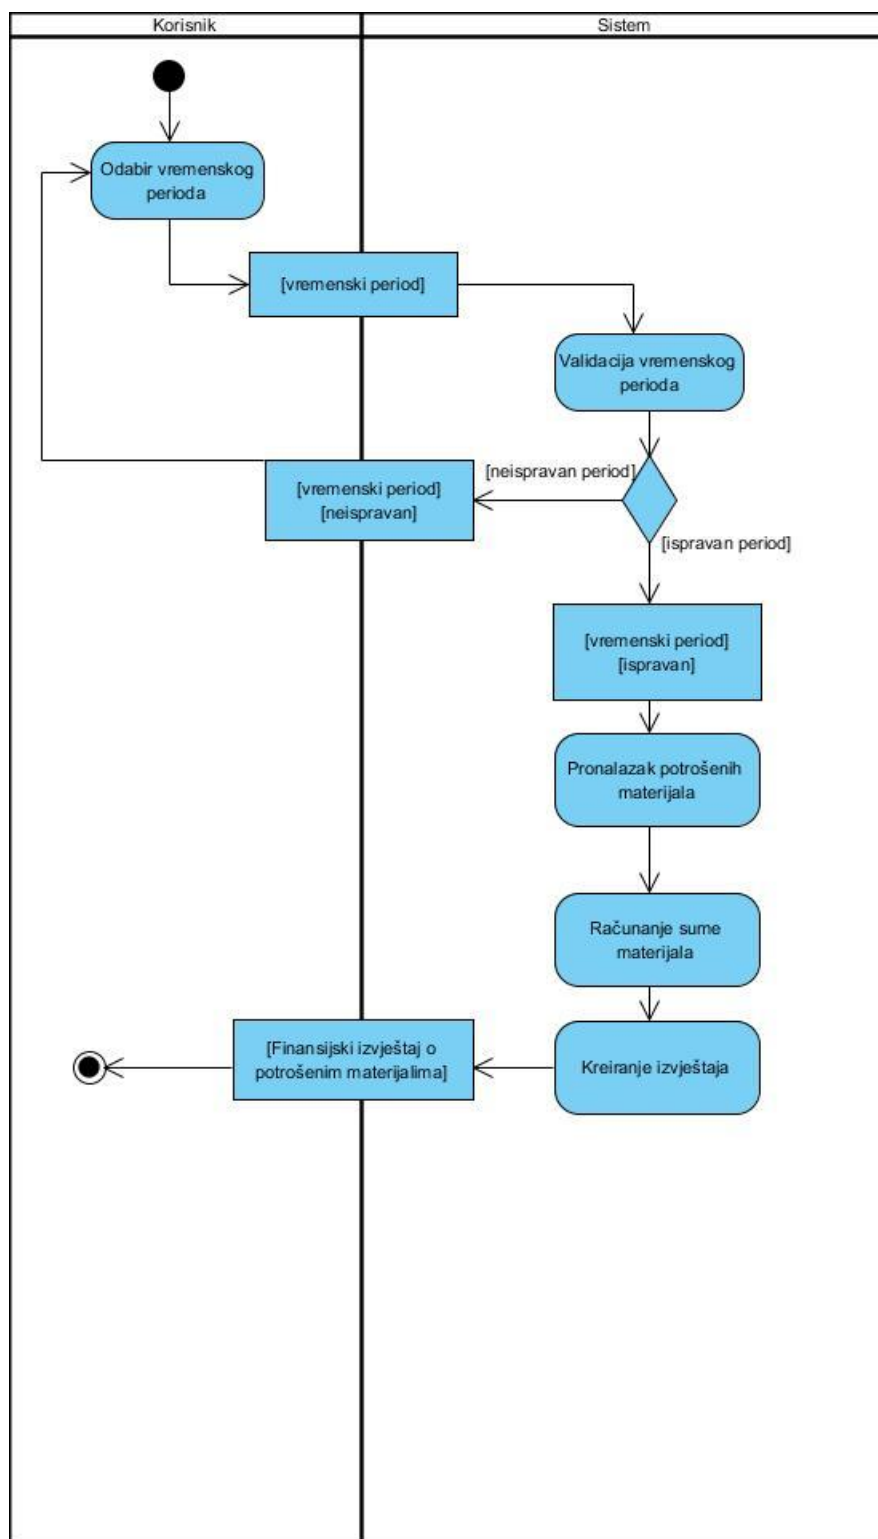 Korisnik
Sistem
Odabir vremenskog
perioda
[vremenski period]
Validacija vremenskog
perioda
[neispravan period]
[vremenski period]
[neispravan]
[ispravan period]
[vremenski period]
[ispravan]
Pronalazak potrošenih
materijala
Računanje sume
materijala
[Finansijski izvještaj o
potrošenim materijalima]
Kreiranje izvještaja